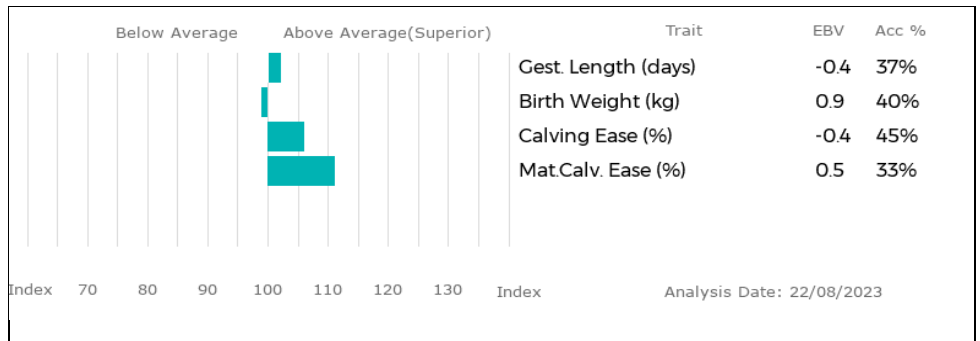 Below Average Above Average(Superior) Trait EBV Acc %
Gest. Length (days) -0.4 37%
Birth Weight (kg) 0.9 40%
Calving Ease (%) -0.4 45%
Mat.Calv. Ease (%) 0.5 33%
Index 70 80 90 100 110 120 130 Index Analysis Date: 22/08/2023